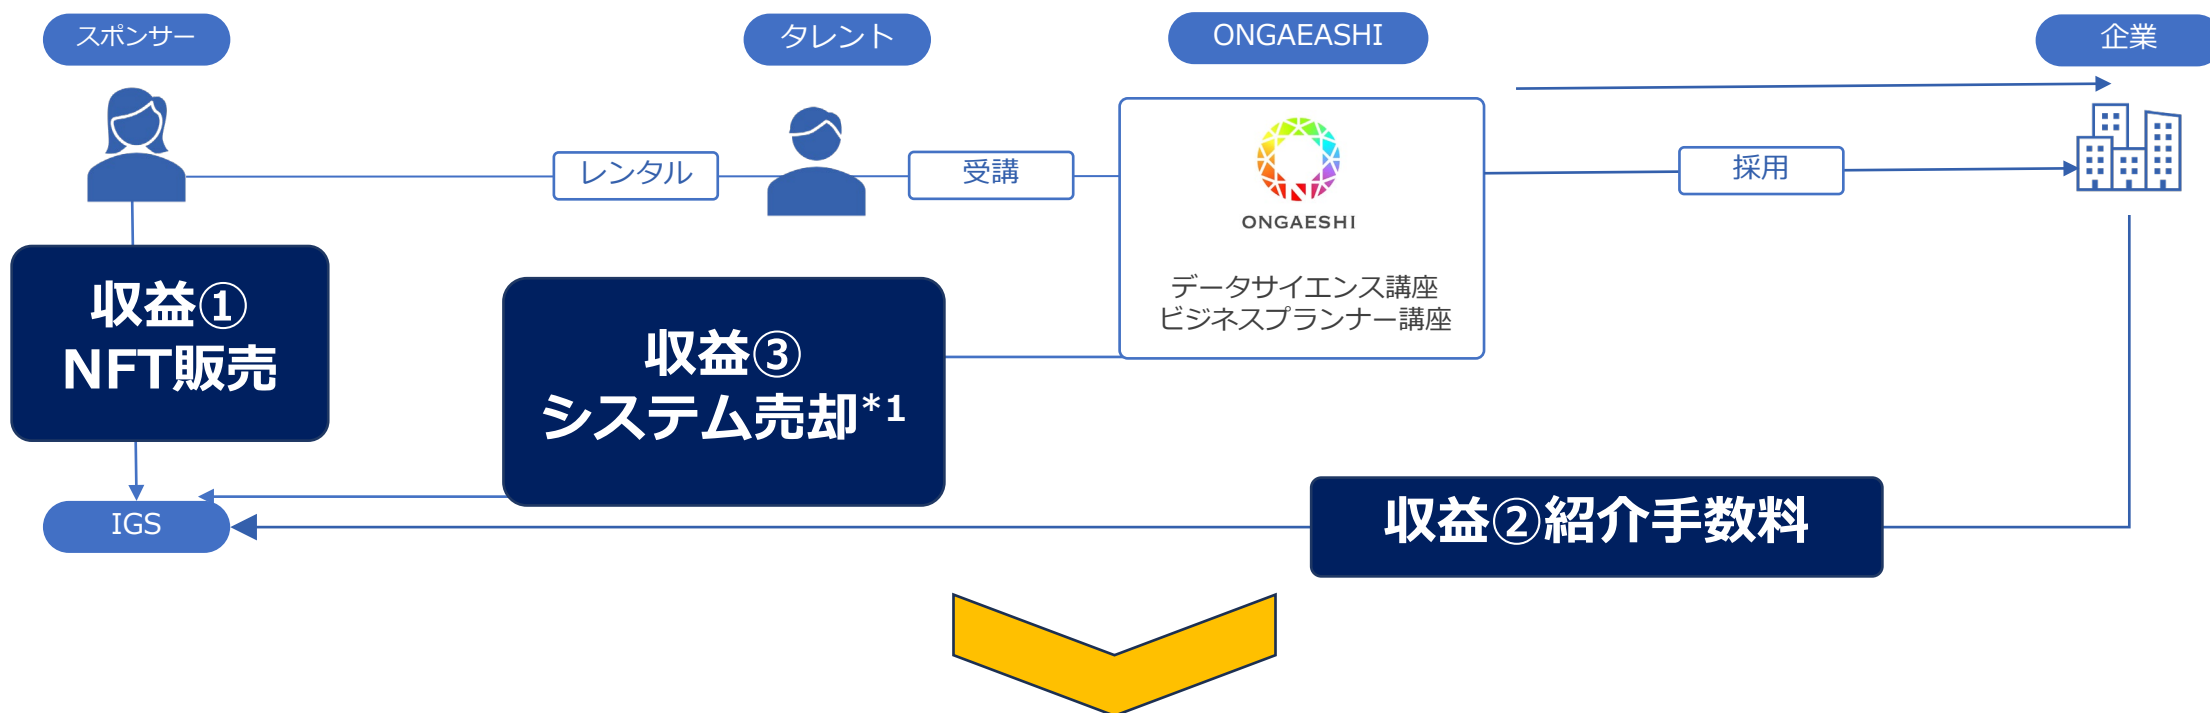 スポンサー
タレント
ONGAEASHI
企業
レンタル
受講
採用
ONGAESHI
データサイエンス講座
ビジネスプランナー講座
収益①
NFT販売
収益③
システム売却*1
収益②紹介手数料
IGS